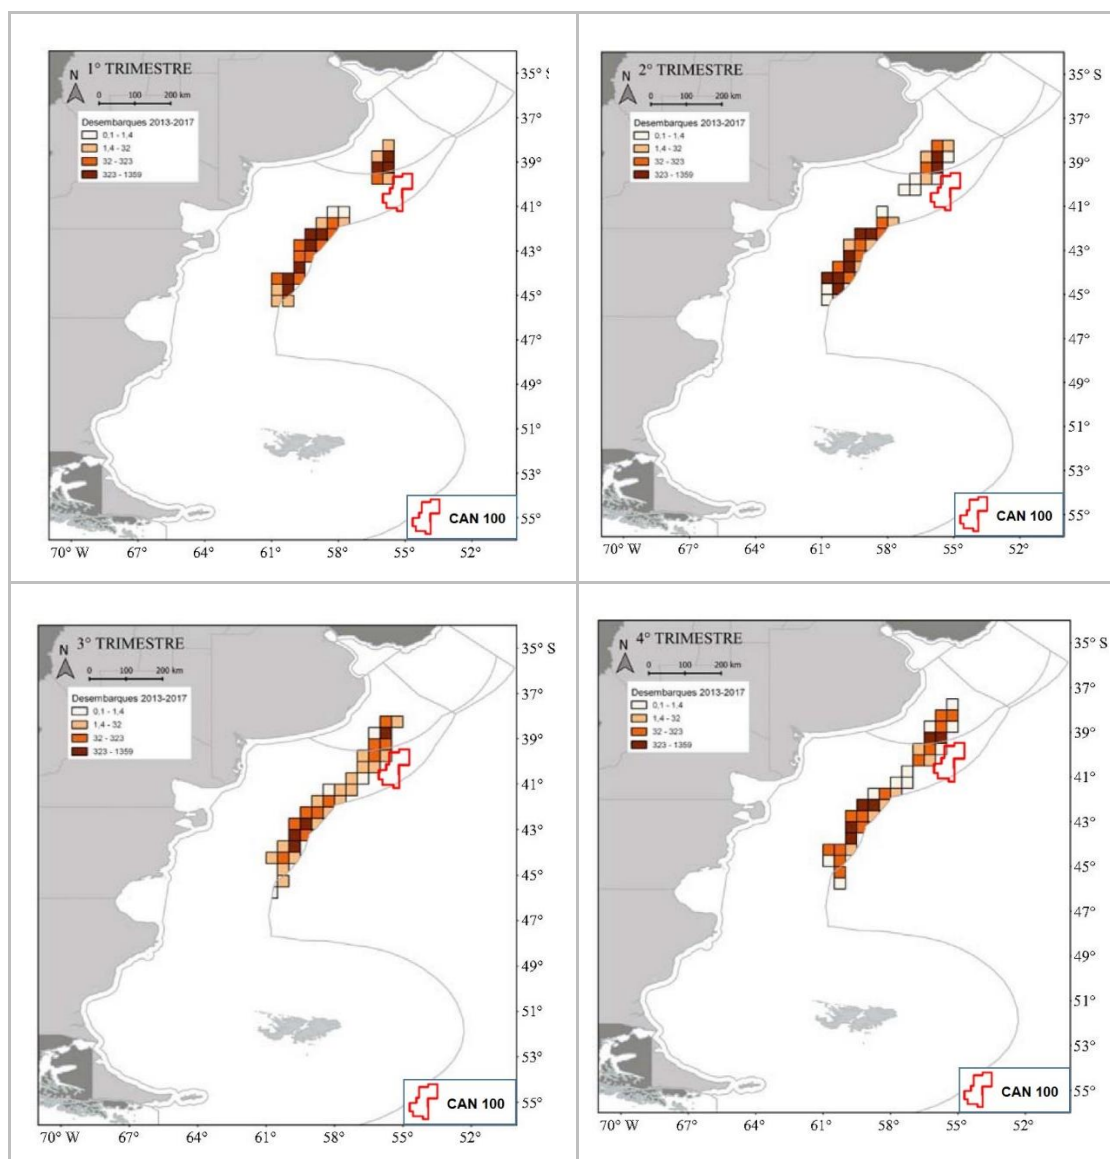 1° TRIMESTRE
N
0 100 200 km
Desembarques 2013-2017
0,1 - 1,4
1,4 - 32
32 - 323
323 - 1359
35° S
37°
39°
41°
43°
45°
47°
49°
51°
53°
55°
CAN 100
70° W 67° 64° 61° 58° 55° 52°
2° TRIMESTRE
N
0 100 200 km
Desembarques 2013-2017
0,1 - 1,4
1,4 - 32
32 - 323
323 - 1359
35° S
37°
39°
41°
43°
45°
47°
49°
51°
53°
55°
CAN 100
70° W 67° 64° 61° 58° 55° 52°
3° TRIMESTRE
N
0 100 200 km
Desembarques 2013-2017
0,1 - 1,4
1,4 - 32
32 - 323
323 - 1359
35° S
37°
39°
41°
43°
45°
47°
49°
51°
53°
55°
CAN 100
70° W 67° 64° 61° 58° 55° 52°
4° TRIMESTRE
N
0 100 200 km
Desembarques 2013-2017
0,1 - 1,4
1,4 - 32
32 - 323
323 - 1359
35° S
37°
39°
41°
43°
45°
47°
49°
51°
53°
55°
CAN 100
70° W 67° 64° 61° 58° 55° 52°